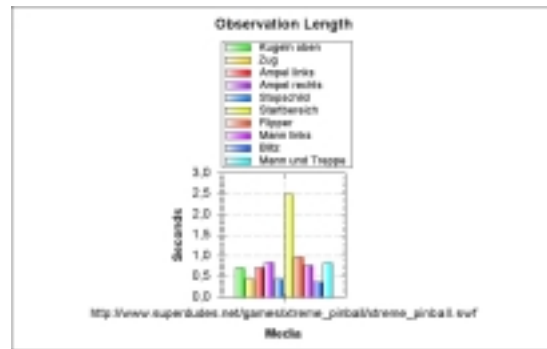 Observation Length
Kugeln oben
Zug
Ampel links
Ampel rechts
Stopschild
Startbereich
Flipper
Mann links
Blitz
Mann und Treppe
3,0
2,5
2,0
1,5
1,0
0,5
0,0
Seconds
http://www.superdudes.net/games/xtreme_pinball/xtreme_pinball.swf
Media